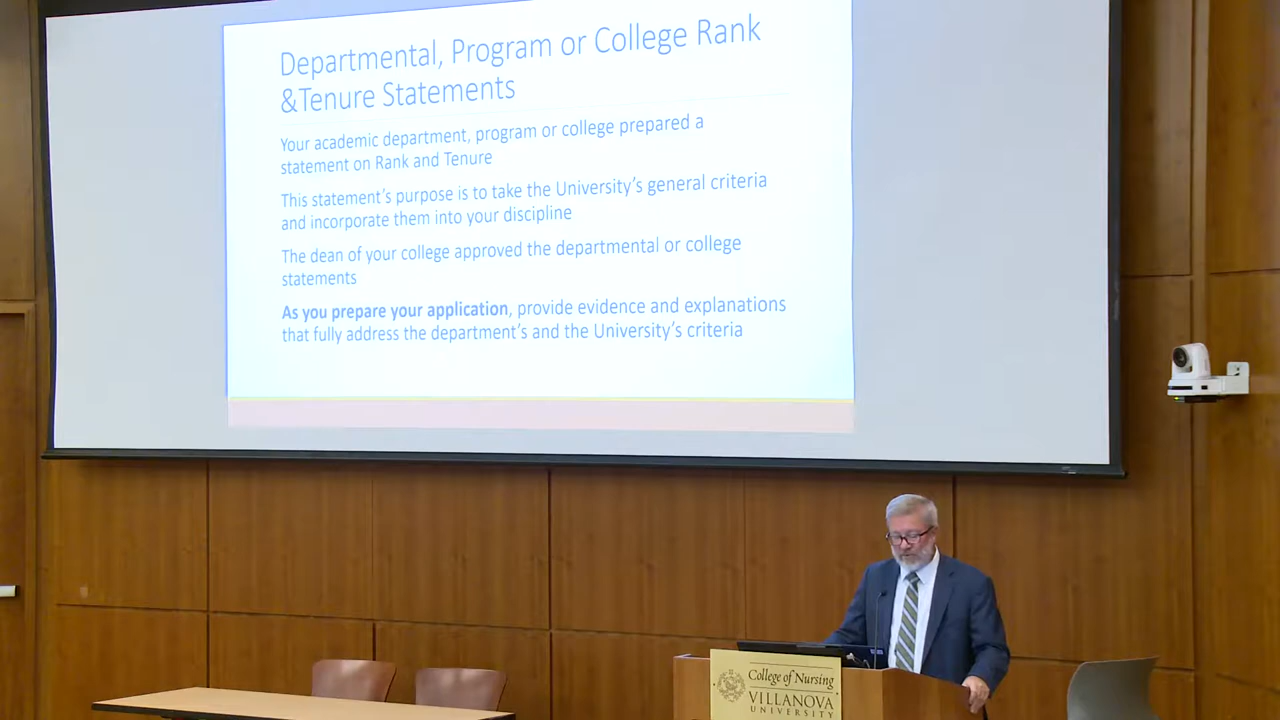 Departmental, Program or College Rank
&Tenure Statements
Your academic department, program or college prepared a
statement on Rank and Tenure
This statement's purpose is to take the University's general criteria
and incorporate them into your discipline
The dean of your college approved the departmental or college
statements
As you prepare your application, provide evidence and explanations
that fully address the department's and the University's criteria
College of Nursing
VILLANOVA
UNIVERSITY